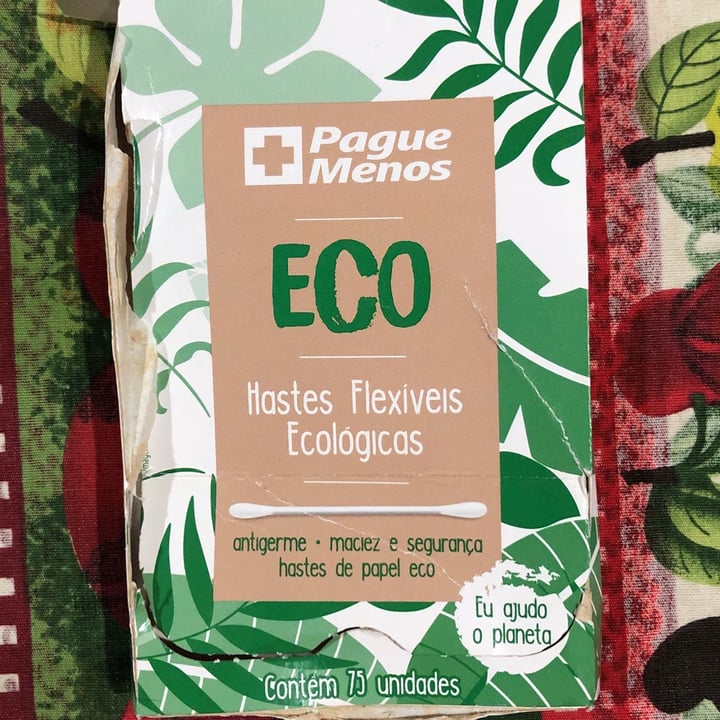 Pague
Menos
ECO
Hastes Flexíveis
Ecológicas
antigerme • maciez e segurança
hastes de papel eco
Eu ajudo
o planeta
Contém 75 unidades